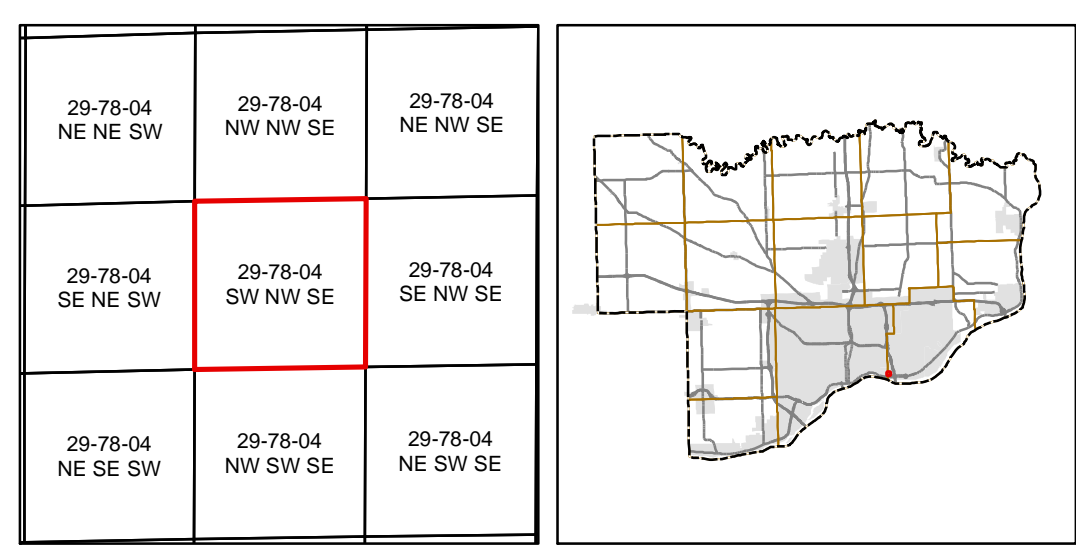 29-78-04
NE NE SW
29-78-04
NW NW SE
29-78-04
NE NW SE
29-78-04
SE NE SW
29-78-04
SW NW SE
29-78-04
SE NW SE
29-78-04
NE SE SW
29-78-04
NW SW SE
29-78-04
NE SW SE